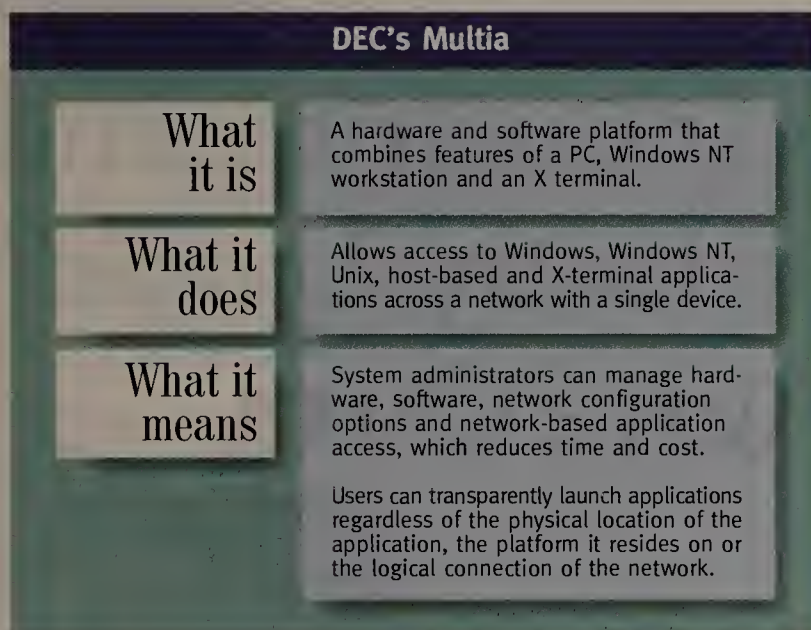 DEC's Multia
What
it is
A hardware and software platform that
combines features of a PC, Windows NT
workstation and an X terminal.
What it
does
Allows access to Windows, Windows NT,
Unix, host-based and X-terminal applica-
tions across a network with a single device.
What it
means
System administrators can manage hard-
ware, software, network configuration
options and network-based application
access, which reduces time and cost.
Users can transparently launch applications
regardless of the physical location of the
application, the platform it resides on or
the logical connection of the network.